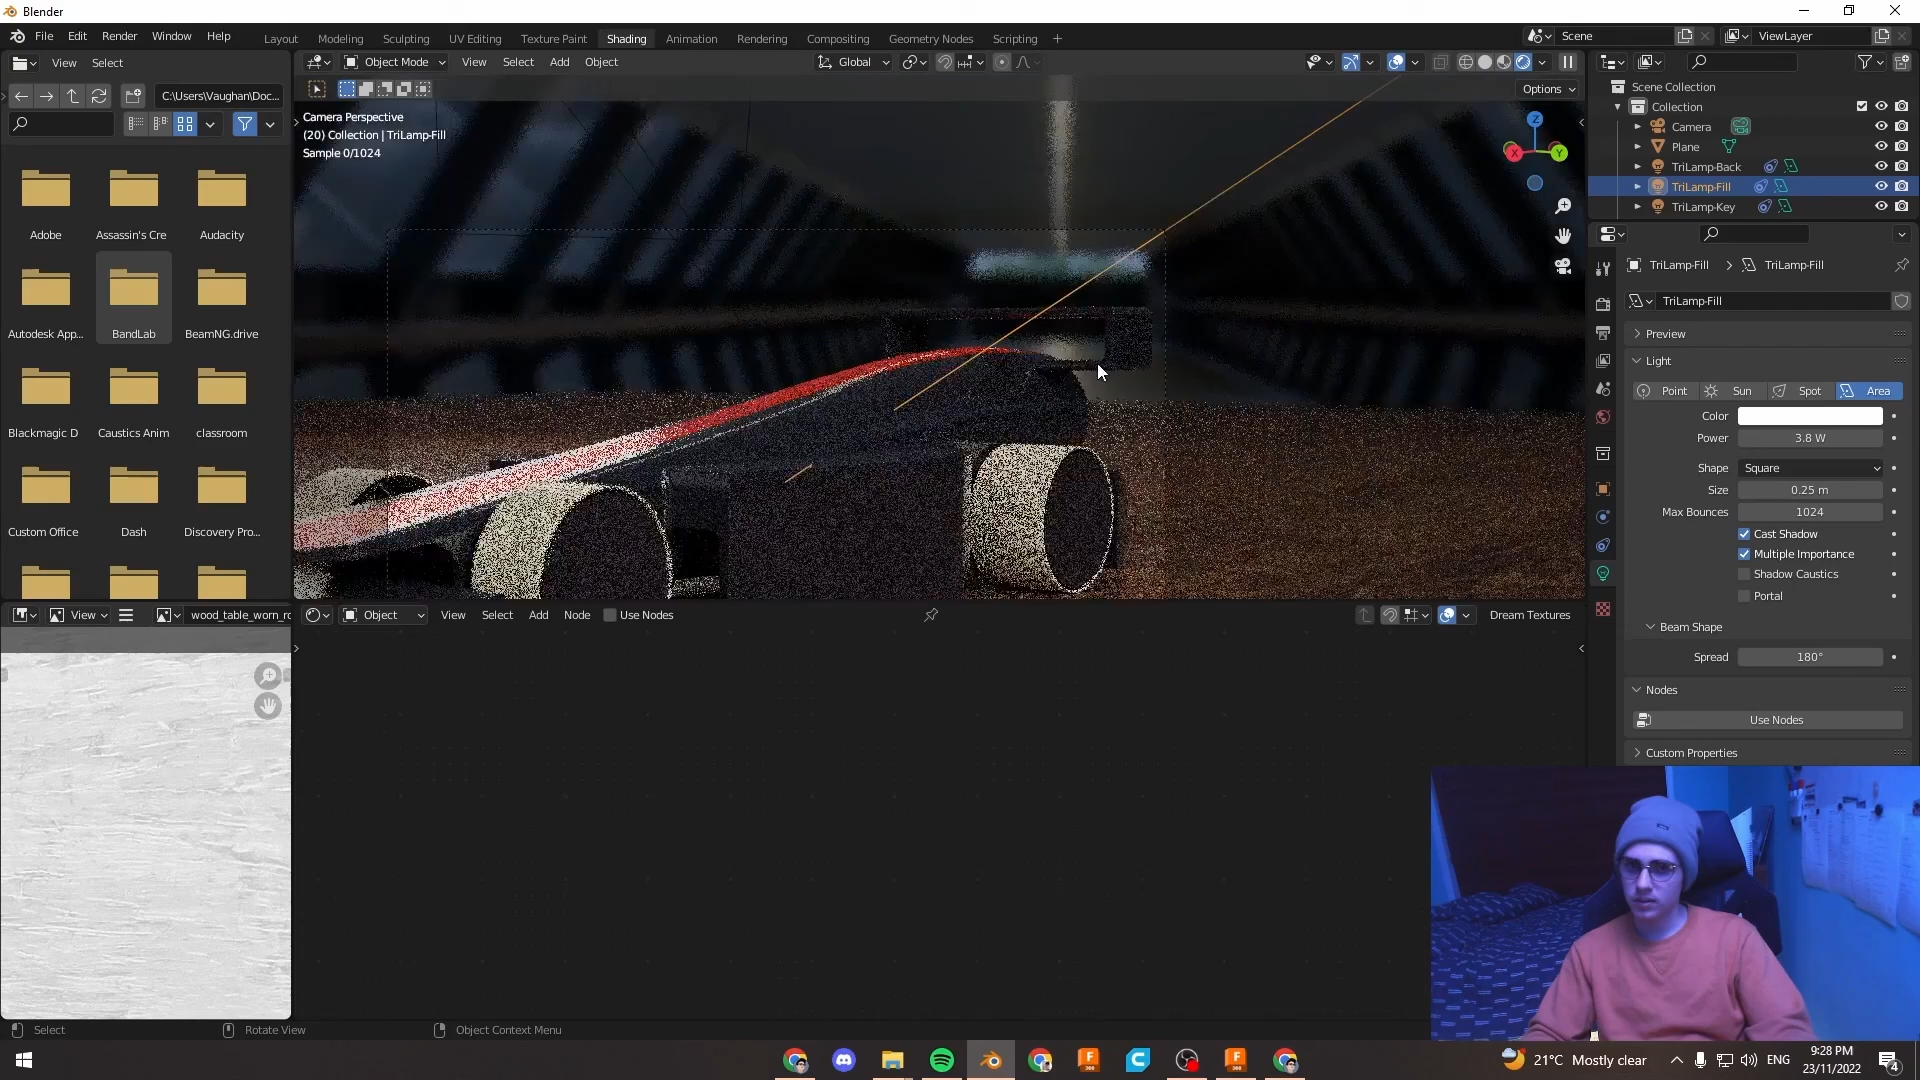 Blender
File Edit Render Window Help
Layout Modeling Sculpting UV Editing Texture Paint Shading Animation Rendering Compositing Geometry Nodes Scripting +
Scene
ViewLayer
View Select
Object Mode View Select Add Object
Global
C:\Users\Vaughan\Doc...
Options
Camera Perspective
(20) Collection | TriLamp-Fill
Sample 0/1024
Z
X
Y
Adobe Assassin's Cre Audacity
Autodesk App... BandLab BeamNG.drive
Blackmagic D Caustics Anim classroom
Custom Office Dash Discovery Pro...
Scene Collection
Collection
Camera
Plane
TriLamp-Back
TriLamp-Fill
TriLamp-Key
TriLamp-Fill > TriLamp-Fill
TriLamp-Fill
Preview
Light
Point Sun Spot Area
Color
Power 3.8 W
Shape Square
Size 0.25 m
Max Bounces 1024
Cast Shadow
Multiple Importance
Shadow Caustics
Portal
Beam Shape
Spread 180°
Nodes
Use Nodes
Custom Properties
View wood_table_worn_ro
Object View Select Add Node Use Nodes
Dream Textures
Select Rotate View Object Context Menu
21°C Mostly clear
ENG
9:28 PM
23/11/2022
4